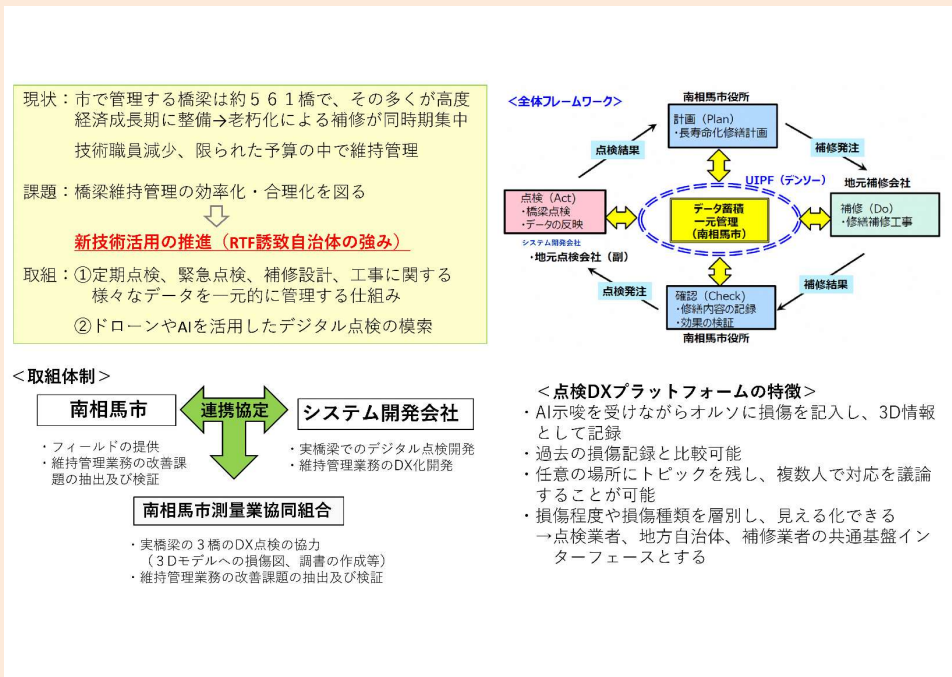 現状：市で管理する橋梁は約５６１橋で、その多くが高度
経済成長期に整備→老朽化による補修が同時期集中
技術職員減少、限られた予算の中で維持管理
課題：橋梁維持管理の効率化・合理化を図る
新技術活用の推進（RTF誘致自治体の強み）
取組：①定期点検、緊急点検、補修設計、工事に関する
様々なデータを一元的に管理する仕組み
②ドローンやAIを活用したデジタル点検の模索
＜全体フレームワーク＞
南相馬市役所
計画（Plan）
・長寿命化修繕計画
点検結果
補修発注
UIPF（デンソー）
地元補修会社
点検（Act）
・橋梁点検
・データの反映
データ蓄積
一元管理
（南相馬市）
補修（Do）
・修繕補修工事
システム開発会社
・地元点検会社（副）
点検発注
補修結果
確認（Check）
・修繕内容の記録
・効果の検証
南相馬市役所
＜取組体制＞
南相馬市
連携協定
システム開発会社
・フィールドの提供
・維持管理業務の改善課
題の抽出及び検証
・実橋梁でのデジタル点検開発
・維持管理業務のDX化開発
南相馬市測量業協同組合
・実橋梁の３橋のDX点検の協力
（３Dモデルへの損傷図、調書の作成等）
・維持管理業務の改善課題の抽出及び検証
＜点検DXプラットフォームの特徴＞
・AI示唆を受けながらオルソに損傷を記入し、3D情報
として記録
・過去の損傷記録と比較可能
・任意の場所にトピックを残し、複数人で対応を議論
することが可能
・損傷程度や損傷種類を層別し、見える化できる
→点検業者、地方自治体、補修業者の共通基盤イン
ターフェースとする